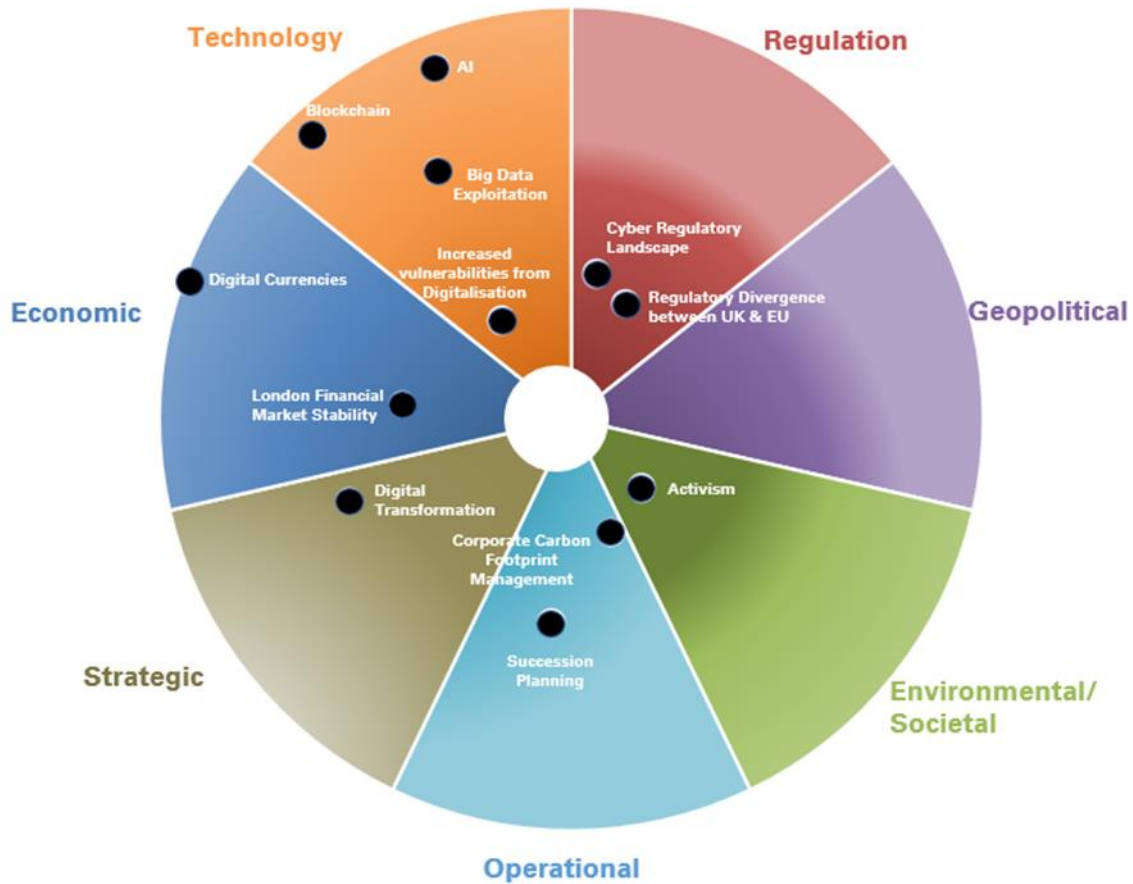 Technology
Regulation
AI
Blockchain
Big Data
Exploitation
Cyber Regulatory
Landscape
Increased
vulnerabilities from
Digitalisation
Digital Currencies
Regulatory Divergence
between UK & EU
Economic
Geopolitical
London Financial
Market Stability
Digital
Transformation
Activism
Corporate Carbon
Footprint
Management
Succession
Planning
Strategic
Environmental/
Societal
Operational